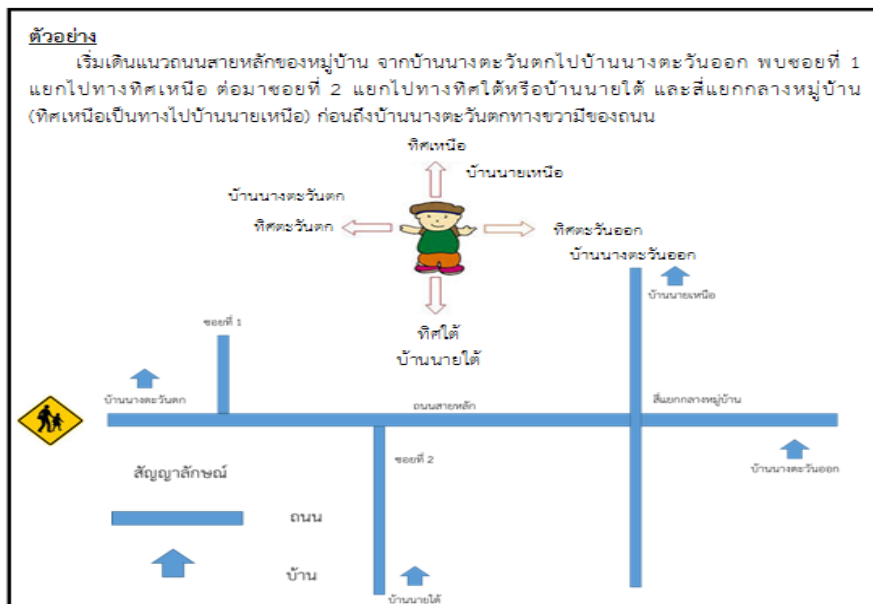 ตัวอย่าง
เริ่มเดินแนวถนนสายหลักของหมู่บ้าน จากบ้านนางตะวันตกไปบ้านนางตะวันออก พบซอยที่ 1
แยกไปทางทิศเหนือ ต่อมาซอยที่ 2 แยกไปทางทิศใต้หรือบ้านนายใต้ และสี่แยกกลางหมู่บ้าน
(ทิศเหนือเป็นทางไปบ้านนายเหนือ) ก่อนถึงบ้านนางตะวันตกทางขวามือของถนน
ทิศเหนือ
บ้านนายเหนือ
บ้านนางตะวันตก
ทิศตะวันตก
ทิศตะวันออก
บ้านนางตะวันออก
บ้านนายเหนือ
ซอยที่ 1
ทิศใต้
บ้านนายใต้
บ้านนางตะวันตก
ถนนสายหลัก
สี่แยกกลางหมู่บ้าน
ซอยที่ 2
บ้านนางตะวันออก
สัญญาลักษณ์
ถนน
บ้าน
บ้านนายใต้